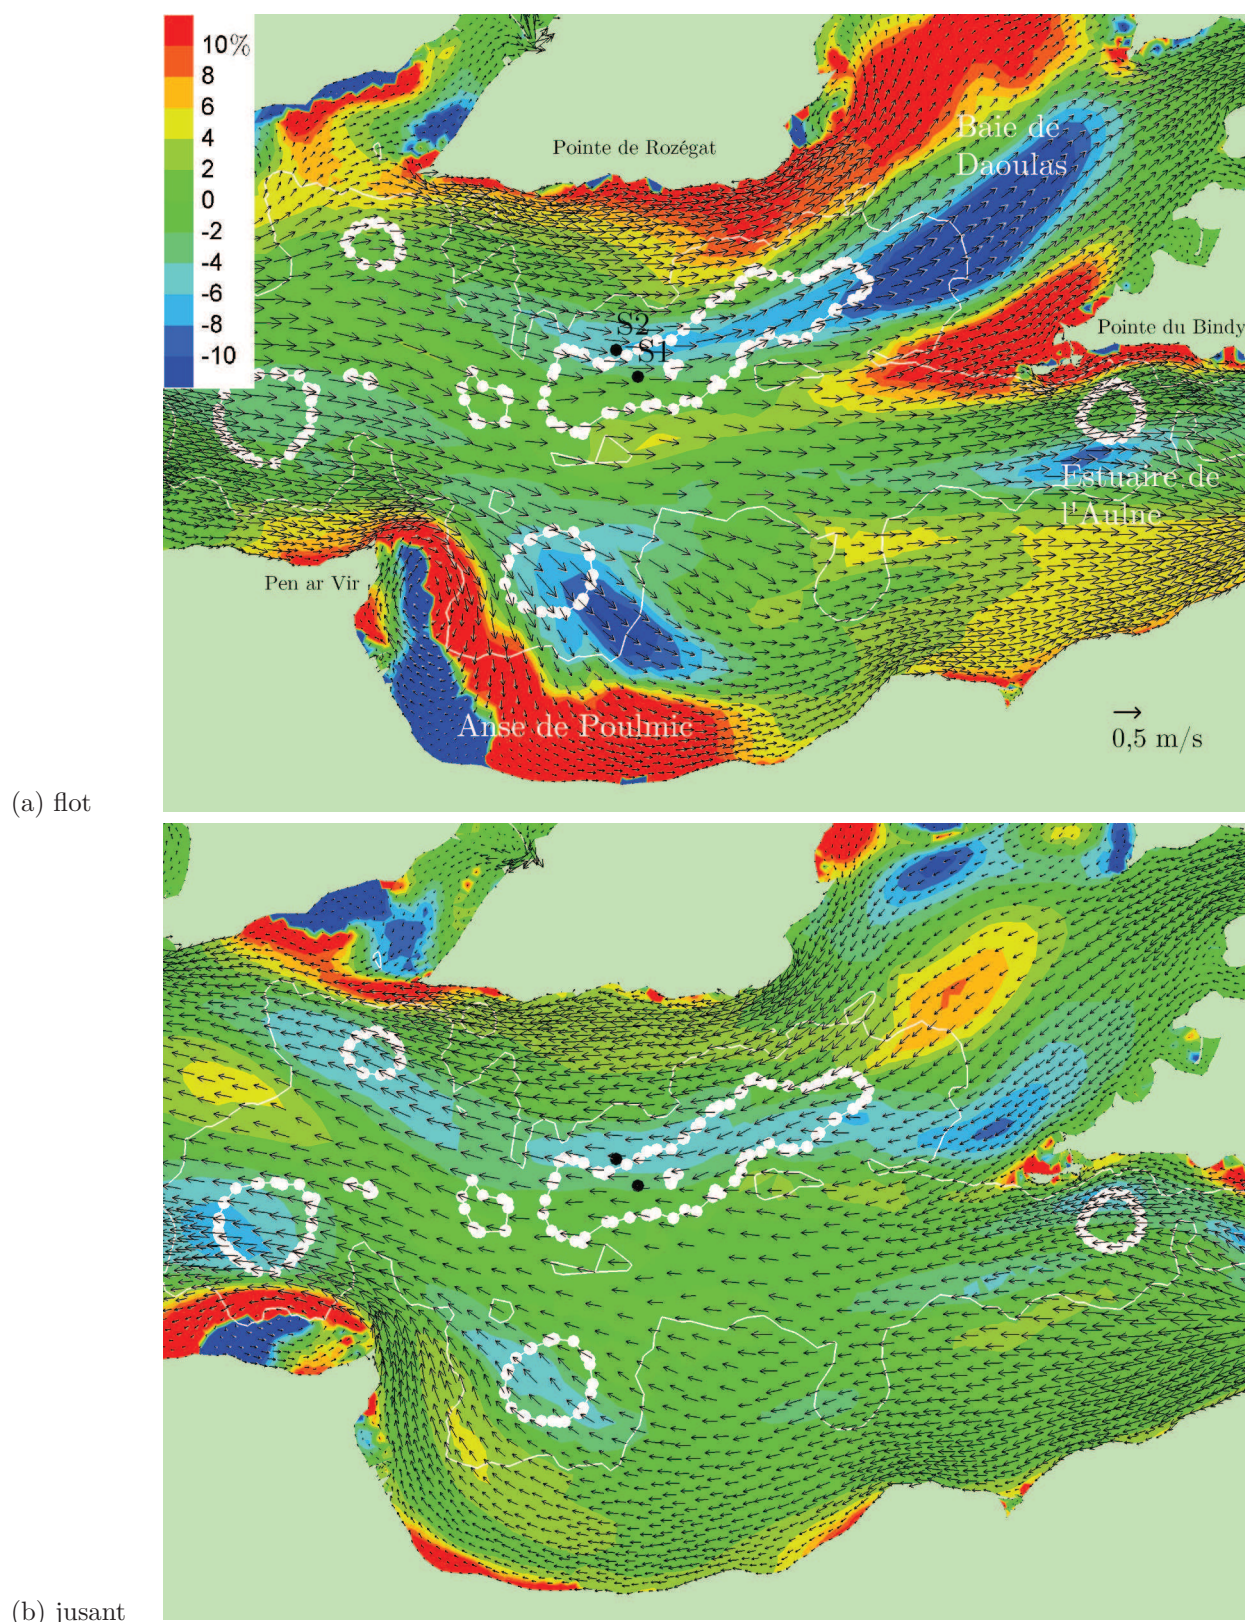 10%
8
6
4
2
0
-2
-4
-6
-8
-10
Pointe de Rozégat
Baie de
Daoulas
S2
S1
Pointe du Bindy
Estuaire de
l'Aulne
Pen ar Vir
Anse de Poulmic
0,5 m/s
(a) flot
(b) jusant